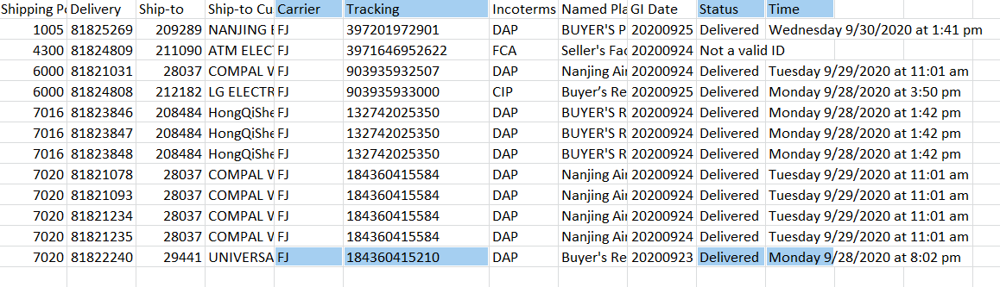 Shipping Po Delivery Ship-to Ship-to Cu Carrier Tracking Incoterms Named Pla GI Date Status Time
1005 81825269 209289 NANJING E FJ 397201972901 DAP BUYER'S P 20200925 Delivered Wednesday 9/30/2020 at 1:41 pm
4300 81824809 211090 ATM ELEC FJ 3971646952622 FCA Seller's Fac 20200924 Not a valid ID
6000 81821031 28037 COMPAL W FJ 903935932507 DAP Nanjing Air 20200924 Delivered Tuesday 9/29/2020 at 11:01 am
6000 81824808 212182 LG ELECTR FJ 903935933000 CIP Buyer’s Re 20200925 Delivered Monday 9/28/2020 at 3:50 pm
7016 81823846 208484 HongQiShe FJ 132742025350 DAP BUYER'S R 20200924 Delivered Monday 9/28/2020 at 1:42 pm
7016 81823847 208484 HongQiShe FJ 132742025350 DAP BUYER'S R 20200924 Delivered Monday 9/28/2020 at 1:42 pm
7016 81823848 208484 HongQiShe FJ 132742025350 DAP BUYER'S R 20200924 Delivered Monday 9/28/2020 at 1:42 pm
7020 81821078 28037 COMPAL W FJ 184360415584 DAP Nanjing Air 20200924 Delivered Tuesday 9/29/2020 at 11:01 am
7020 81821093 28037 COMPAL W FJ 184360415584 DAP Nanjing Air 20200924 Delivered Tuesday 9/29/2020 at 11:01 am
7020 81821234 28037 COMPAL W FJ 184360415584 DAP Nanjing Air 20200924 Delivered Tuesday 9/29/2020 at 11:01 am
7020 81821235 28037 COMPAL W FJ 184360415584 DAP Nanjing Air 20200924 Delivered Tuesday 9/29/2020 at 11:01 am
7020 81822240 29441 UNIVERSA FJ 184360415210 DAP Buyer's Re 20200923 Delivered Monday 9/28/2020 at 8:02 pm